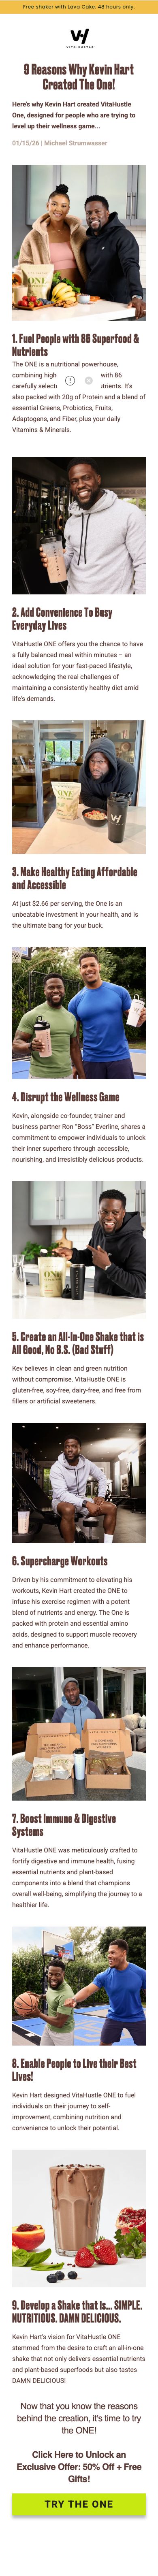 Free shaker with Lava Cake. 48 hours only.
VITA HUSTLE
9 Reasons Why Kevin Hart
Created The One!
Here's why Kevin Hart created VitaHustle
One, designed for people who are trying to
level up their wellness game...
01/15/26 | Michael Strumwasser
1. Fuel People with 86 Superfood &
Nutrients
The ONE is a nutritional powerhouse,
combining high with 86
carefully select trients. It's
also packed with 20g of Protein and a blend of
essential Greens, Probiotics, Fruits,
Adaptogens, and Fiber, plus your daily
Vitamins & Minerals.
2. Add Convenience To Busy
Everyday Lives
VitaHustle ONE offers you the chance to have
a fully balanced meal within minutes – an
ideal solution for your fast-paced lifestyle,
acknowledging the real challenges of
maintaining a consistently healthy diet amid
life's demands.
ONE
3. Make Healthy Eating Affordable
and Accessible
At just $2.66 per serving, the One is an
unbeatable investment in your health, and is
the ultimate bang for your buck.
4. Disrupt the Wellness Game
Kevin, alongside co-founder, trainer and
business partner Ron "Boss" Everline, shares a
commitment to empower individuals to unlock
their inner superhero through accessible,
nourishing, and irresistibly delicious products.
ONE
5. Create an All-In-One Shake that is
All Good, No B.S. (Bad Stuff)
Kev believes in clean and green nutrition
without compromise. VitaHustle ONE is
gluten-free, soy-free, dairy-free, and free from
fillers or artificial sweeteners.
6. Supercharge Workouts
Driven by his commitment to elevating his
workouts, Kevin Hart created the ONE to
infuse his exercise regimen with a potent
blend of nutrients and energy. The One is
packed with protein and essential amino
acids, designed to support muscle recovery
and enhance performance.
7. Boost Immune & Digestive
Systems
VitaHustle ONE was meticulously crafted to
fortify digestive and immune health, fusing
essential nutrients and plant-based
components into a blend that champions
overall well-being, simplifying the journey to a
healthier life.
8. Enable People to Live their Best
Lives!
Kevin Hart designed VitaHustle ONE to fuel
individuals on their journey to self-
improvement, combining nutrition and
convenience to unlock their potential.
9. Develop a Shake that is... SIMPLE.
NUTRITIOUS. DAMN DELICIOUS.
Kevin Hart's vision for VitaHustle ONE
stemmed from the desire to craft an all-in-one
shake that not only delivers essential nutrients
and plant-based superfoods but also tastes
DAMN DELICIOUS!
Now that you know the reasons
behind the creation, it's time to try
the ONE!
Click Here to Unlock an
Exclusive Offer: 50% Off + Free
Gifts!
TRY THE ONE